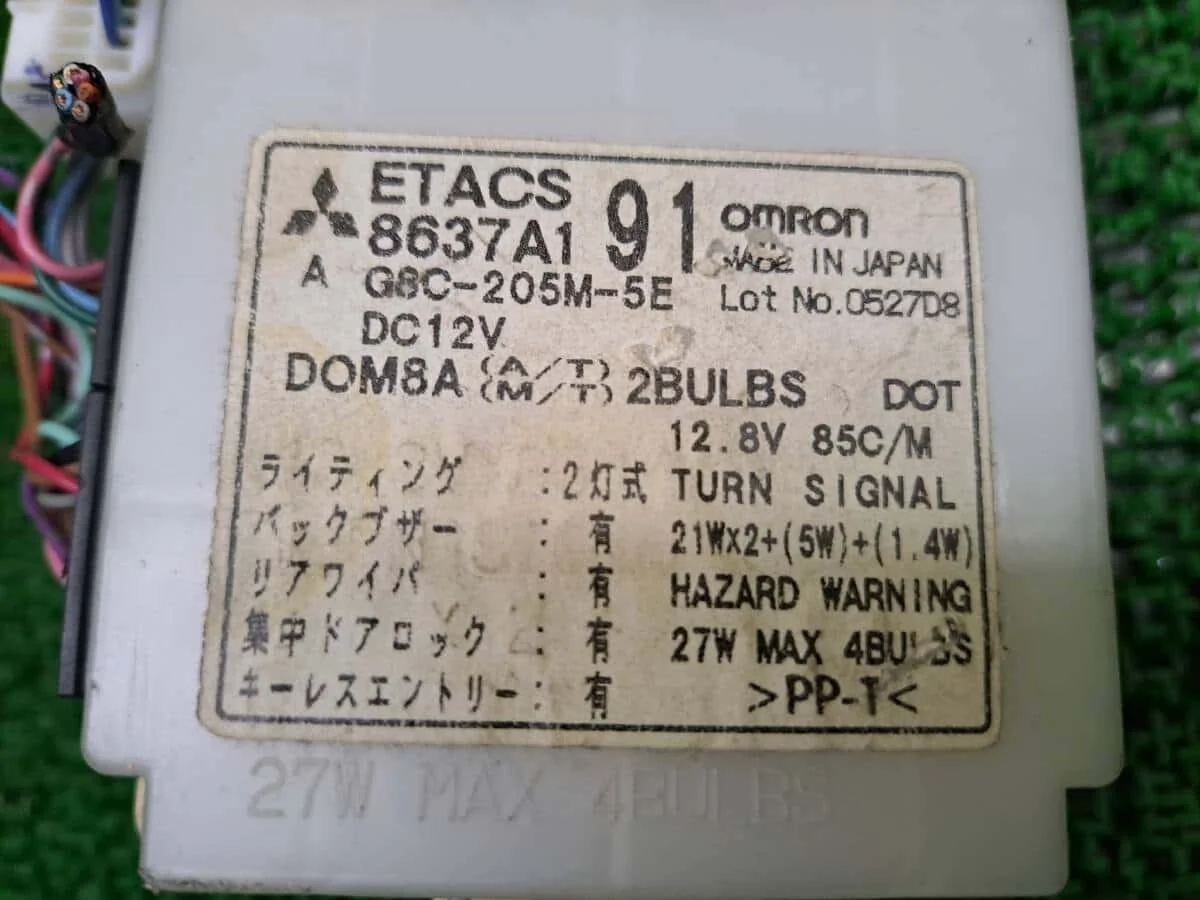 ETACS
8637A1 91
omron
MADE IN JAPAN
A G8C-205M-5E Lot No.0527D8
DC12V
DOM8A (A/T) (M/T) 2BULBS DOT
12.8V 85C/M
ライティング :2灯式 TURN SIGNAL
バックブザー : 有 21W×2+(5W)+(1.4W)
リアワイパ : 有 HAZARD WARNING
集中ドアロック : 有 27W MAX 4BULBS
キーレスエントリー: 有 >PP-T<
27W MAX 4BULBS